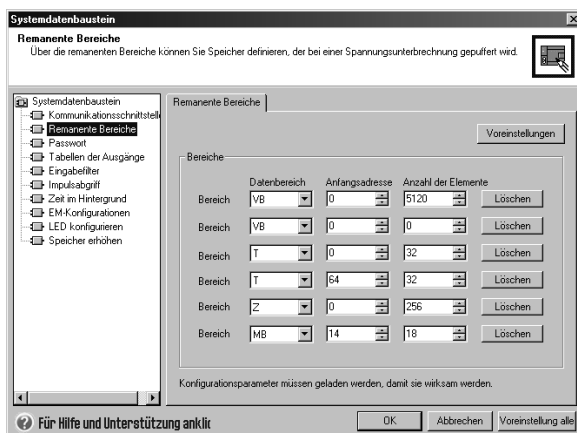 Systemdatenbaustein
Remanente Bereiche
Über die remanenten Bereiche können Sie Speicher definieren, der bei einer Spannungsunterbrechnung gepuffert wird.
Systemdatenbaustein
Kommunikationsschnittstell
Remanente Bereiche
Passwort
Tabellen der Ausgänge
Eingabefilter
Impulsabgriff
Zeit im Hintergrund
EM-Konfigurationen
LED konfigurieren
Speicher erhöhen
Remanente Bereiche
Voreinstellungen
Bereiche
Datenbereich Anfangsadresse Anzahl der Elemente
Bereich VB 0 5120 Löschen
Bereich VB 0 0 Löschen
Bereich T 0 32 Löschen
Bereich T 64 32 Löschen
Bereich Z 0 256 Löschen
Bereich MB 14 18 Löschen
Konfigurationsparameter müssen geladen werden, damit sie wirksam werden.
? Für Hilfe und Unterstützung anklic
OK Abbrechen Voreinstellung alle